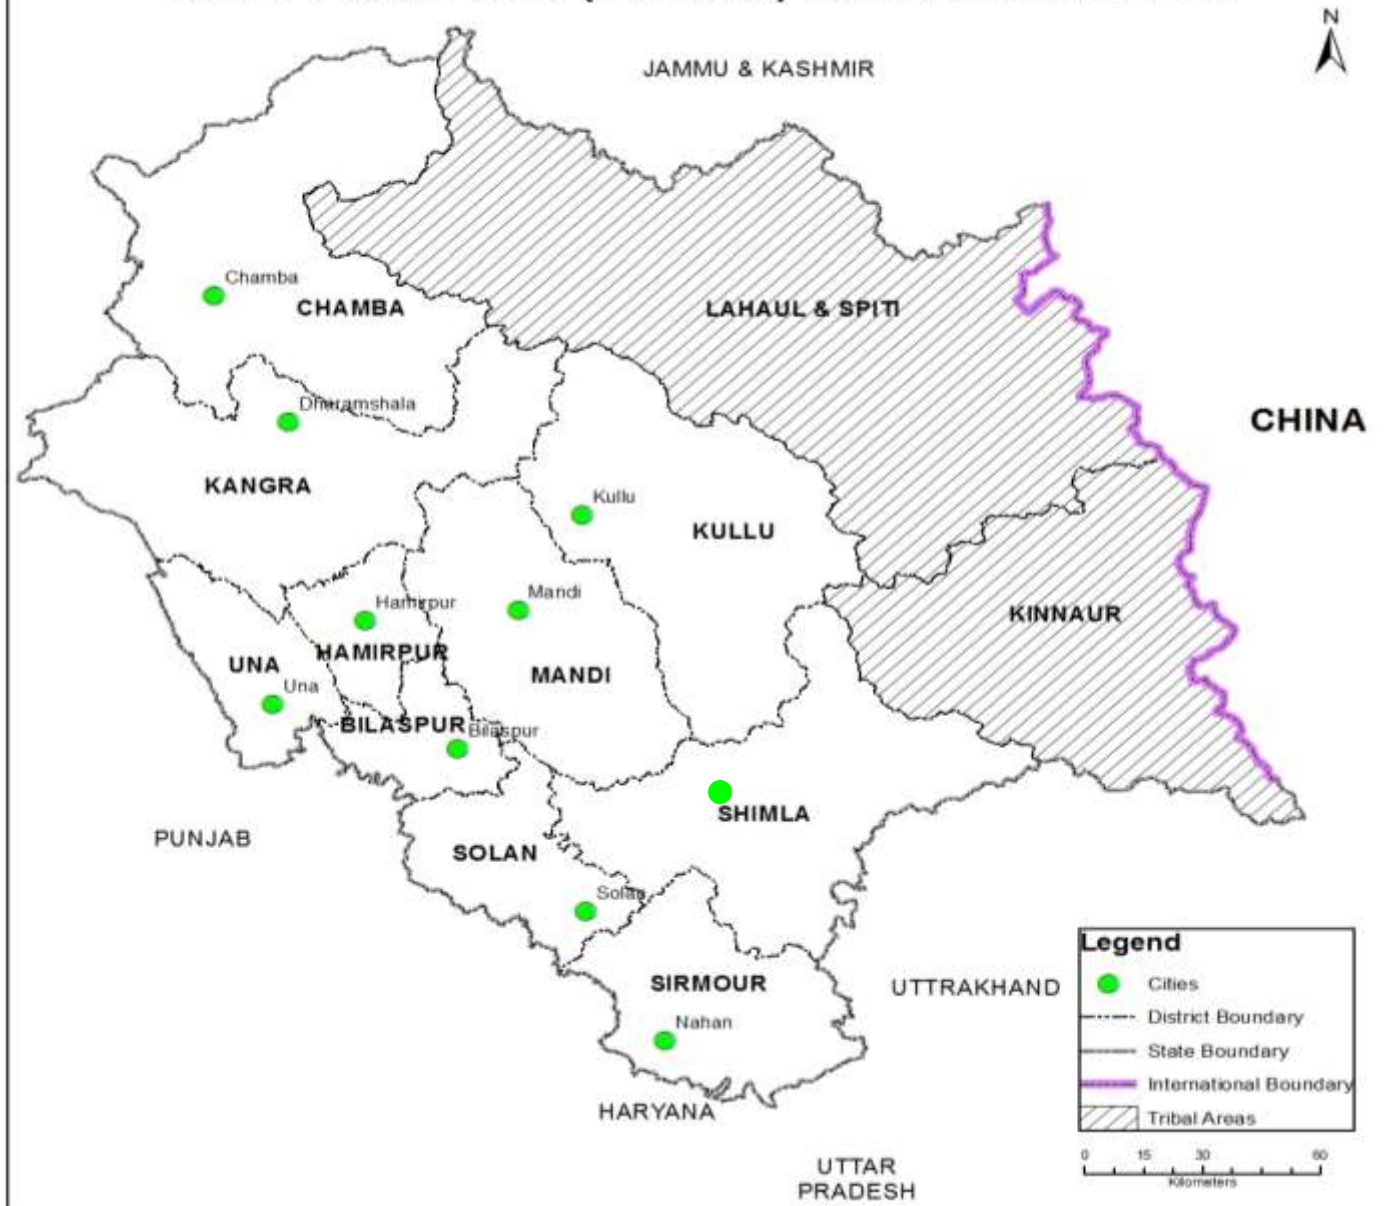 N
JAMMU & KASHMIR
Chamba
CHAMBA
LAHAUL & SPITI
CHINA
Dharamshala
KANGRA
Kullu
KULLU
Mandi
Hamirpur
KINNAUR
HAMIRPUR
UNA
MANDI
Una
BILASPUR
Bilaspur
SHIMLA
PUNJAB
SOLAN
Solan
SIRMOUR
UTTRAKHAND
Nahan
HARYANA
UTTAR
PRADESH
Legend
Cities
District Boundary
State Boundary
International Boundary
Tribal Areas
0 15 30 60
Kilometers